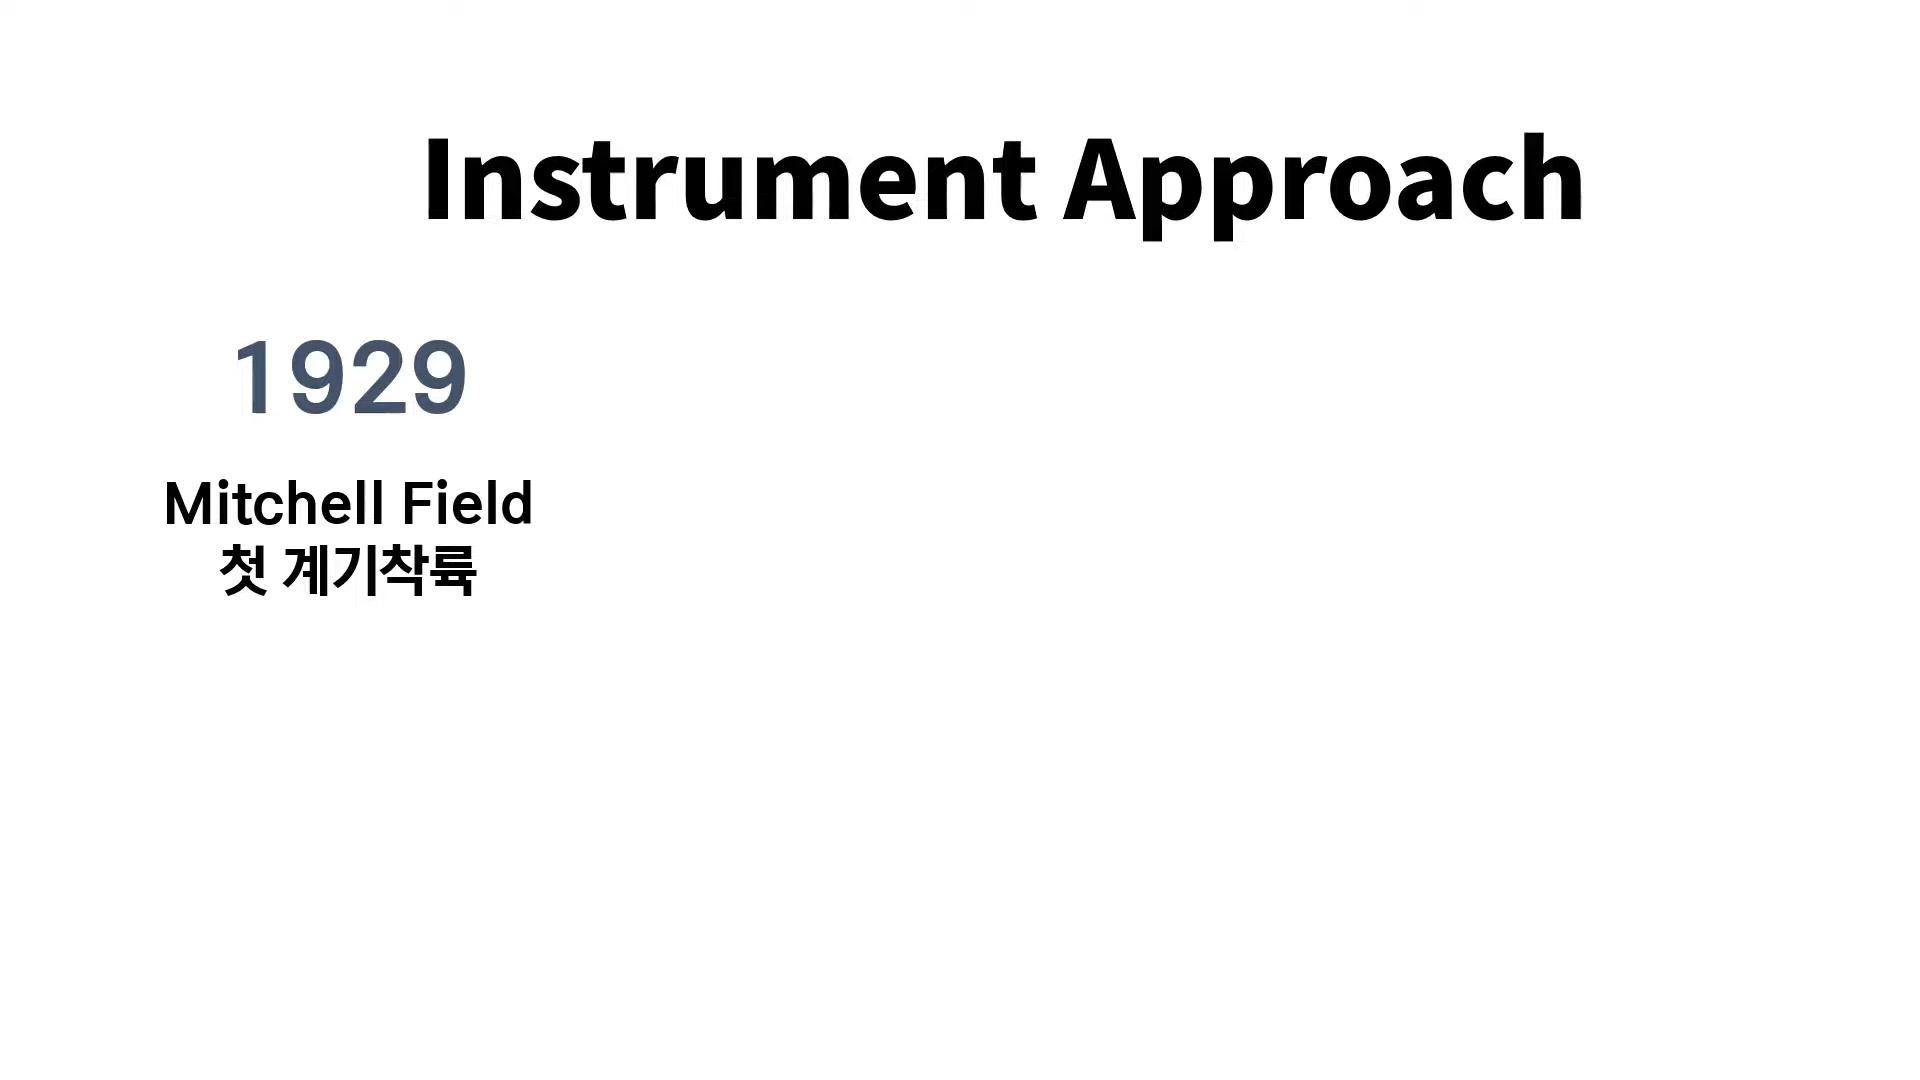 Instrument Approach
1929
Mitchell Field
첫 계기착륙